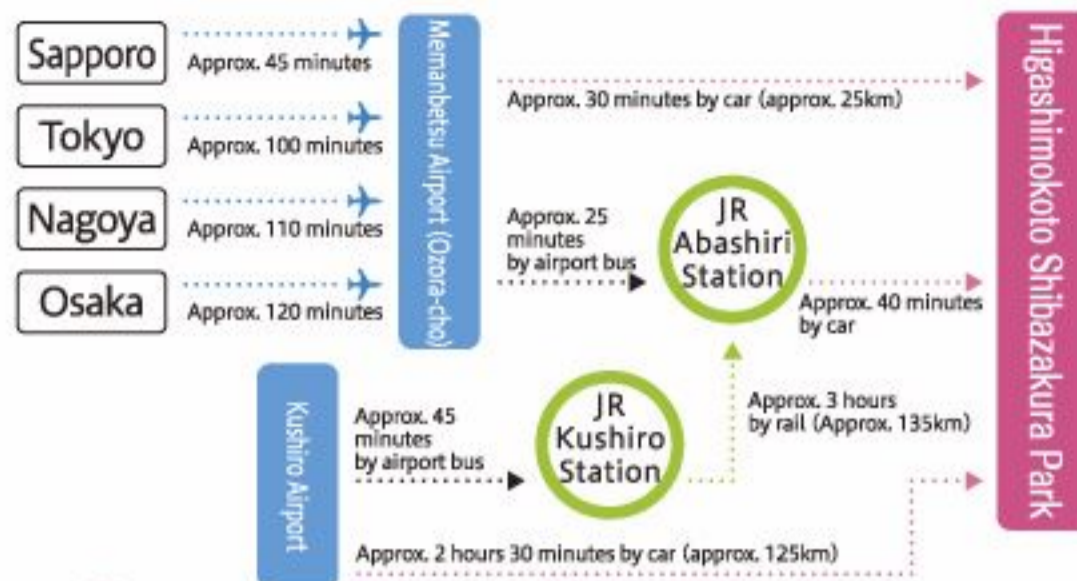 Sapporo
Approx. 45 minutes
Tokyo
Approx. 100 minutes
Nagoya
Approx. 110 minutes
Osaka
Approx. 120 minutes
Memanbetsu Airport (Ozora-cho)
Approx. 30 minutes by car (approx. 25km)
Approx. 25
minutes
by airport bus
JR
Abashiri
Station
Approx. 40 minutes
by car
Higashimokoto Shibazakura Park
Kushiro Airport
Approx. 45
minutes
by airport bus
JR
Kushiro
Station
Approx. 3 hours
by rail (Approx. 135km)
Approx. 2 hours 30 minutes by car (approx. 125km)